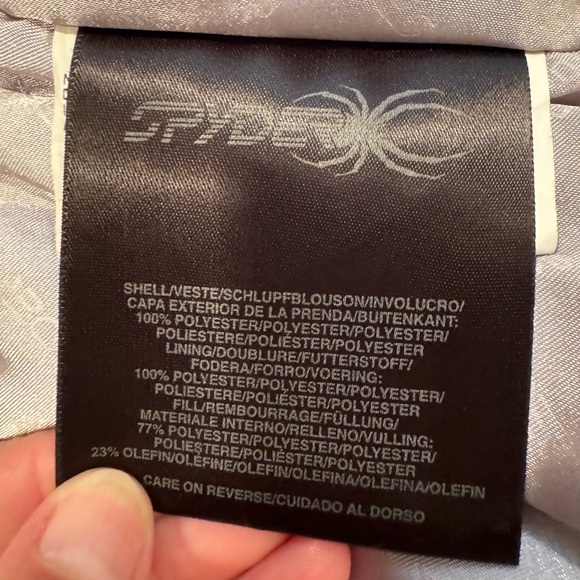 SPYDER
SHELL/VESTE/SCHLUPFBLOUSON/INVOLUCRO/
CAPA EXTERIOR DE LA PRENDA/BUITENKANT:
100% POLYESTER/POLYESTER/POLYESTER/
POLIESTERE/POLIÉSTER/POLYESTER
LINING/DOUBLURE/FUTTERSTOFF/
FODERA/FORRO/VOERING:
100% POLYESTER/POLYESTER/POLYESTER/
POLIESTERE/POLIÉSTER/POLYESTER
FILL/REMBOURRAGE/FÜLLUNG/
MATERIALE INTERNO/RELLENO/VULLING:
77% POLYESTER/POLYESTER/POLYESTER/
POLIESTERE/POLIÉSTER/POLYESTER
23% OLEFIN/OLÉFINE/OLEFIN/OLEFINA/OLEFINA/OLEFIN
CARE ON REVERSE/CUIDADO AL DORSO